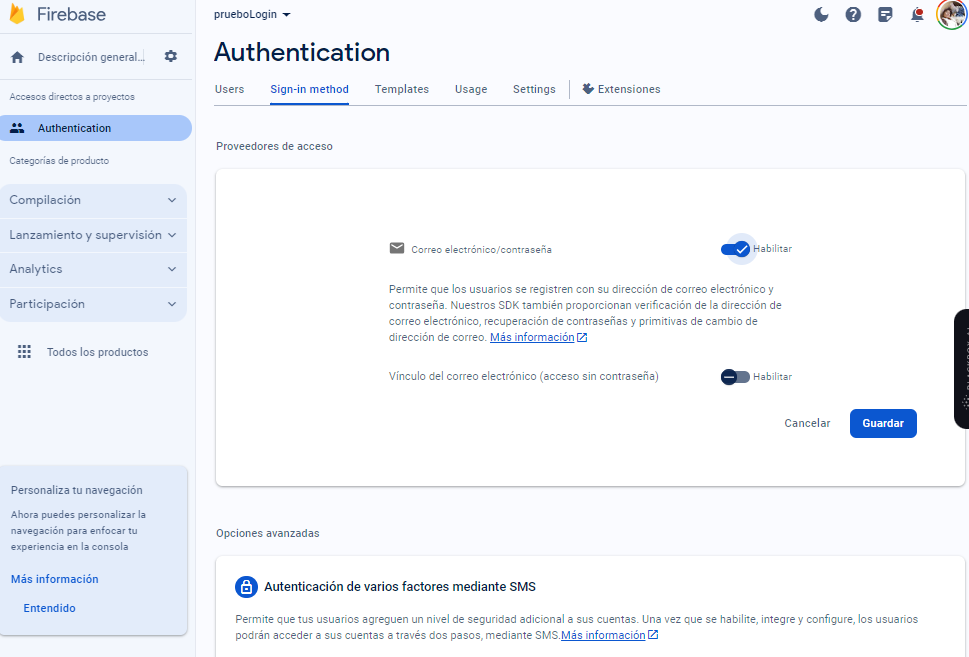 Firebase
prueboLogin
Descripción general...
Authentication
Users
Sign-in method
Templates
Usage
Settings
Extensiones
Accesos directos a proyectos
Authentication
Categorías de producto
Compilación
Lanzamiento y supervisión
Analytics
Participación
Todos los productos
Personaliza tu navegación
Ahora puedes personalizar la
navegación para enfocar tu
experiencia en la consola
Más información
Entendido
Proveedores de acceso
Correo electrónico/contraseña
Habilitar
Permite que los usuarios se registren con su dirección de correo electrónico y
contraseña. Nuestros SDK también proporcionan verificación de la dirección de
correo electrónico, recuperación de contraseñas y primitivas de cambio de
dirección de correo. Más información
Vínculo del correo electrónico (acceso sin contraseña)
Habilitar
Cancelar
Guardar
Opciones avanzadas
Autenticación de varios factores mediante SMS
Permite que tus usuarios agreguen un nivel de seguridad adicional a sus cuentas. Una vez que se habilite, integre y configure, los usuarios
podrán acceder a sus cuentas a través dos pasos, mediante SMS.Más información